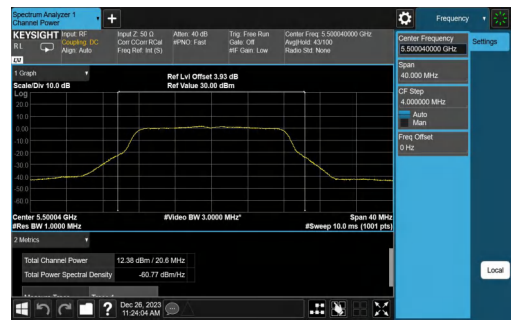 Spectrum Analyzer 1
Channel Power
+
Frequency
KEYSIGHT
RL
Input: RF
Coupling: DC
Align: Auto
Input Z: 50 Ω
Corr CCorr RCal
Freq Ref: Int (S)
Atten: 40 dB
#PNO: Fast
Trig: Free Run
Gate: Off
#IF Gain: Low
Center Freq: 5.500040000 GHz
Avg|Hold: 43/100
Radio Std: None
LXI
Center Frequency
5.500040000 GHz
Settings
Span
40.000 MHz
CF Step
4.000000 MHz
Auto
Man
Freq Offset
0 Hz
Local
1 Graph
Scale/Div 10.0 dB
Ref Lvl Offset 3.93 dB
Ref Value 30.00 dBm
Log
20.0
10.0
0.00
-10.0
-20.0
-30.0
-40.0
-50.0
-60.0
Center 5.50004 GHz
#Video BW 3.0000 MHz*
Span 40 MHz
#Res BW 1.0000 MHz
#Sweep 10.0 ms (1001 pts)
2 Metrics
Total Channel Power
12.38 dBm / 20.6 MHz
Total Power Spectral Density
-60.77 dBm/Hz
?
Dec 26, 2023
11:24:04 AM